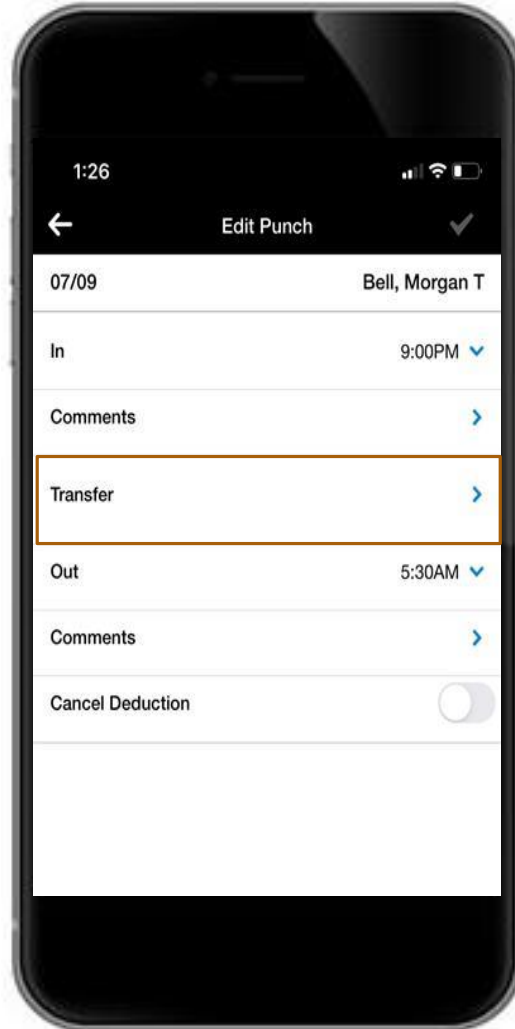 1:26
Edit Punch
07/09 Bell, Morgan T
In 9:00PM
Comments
Transfer
Out 5:30AM
Comments
Cancel Deduction